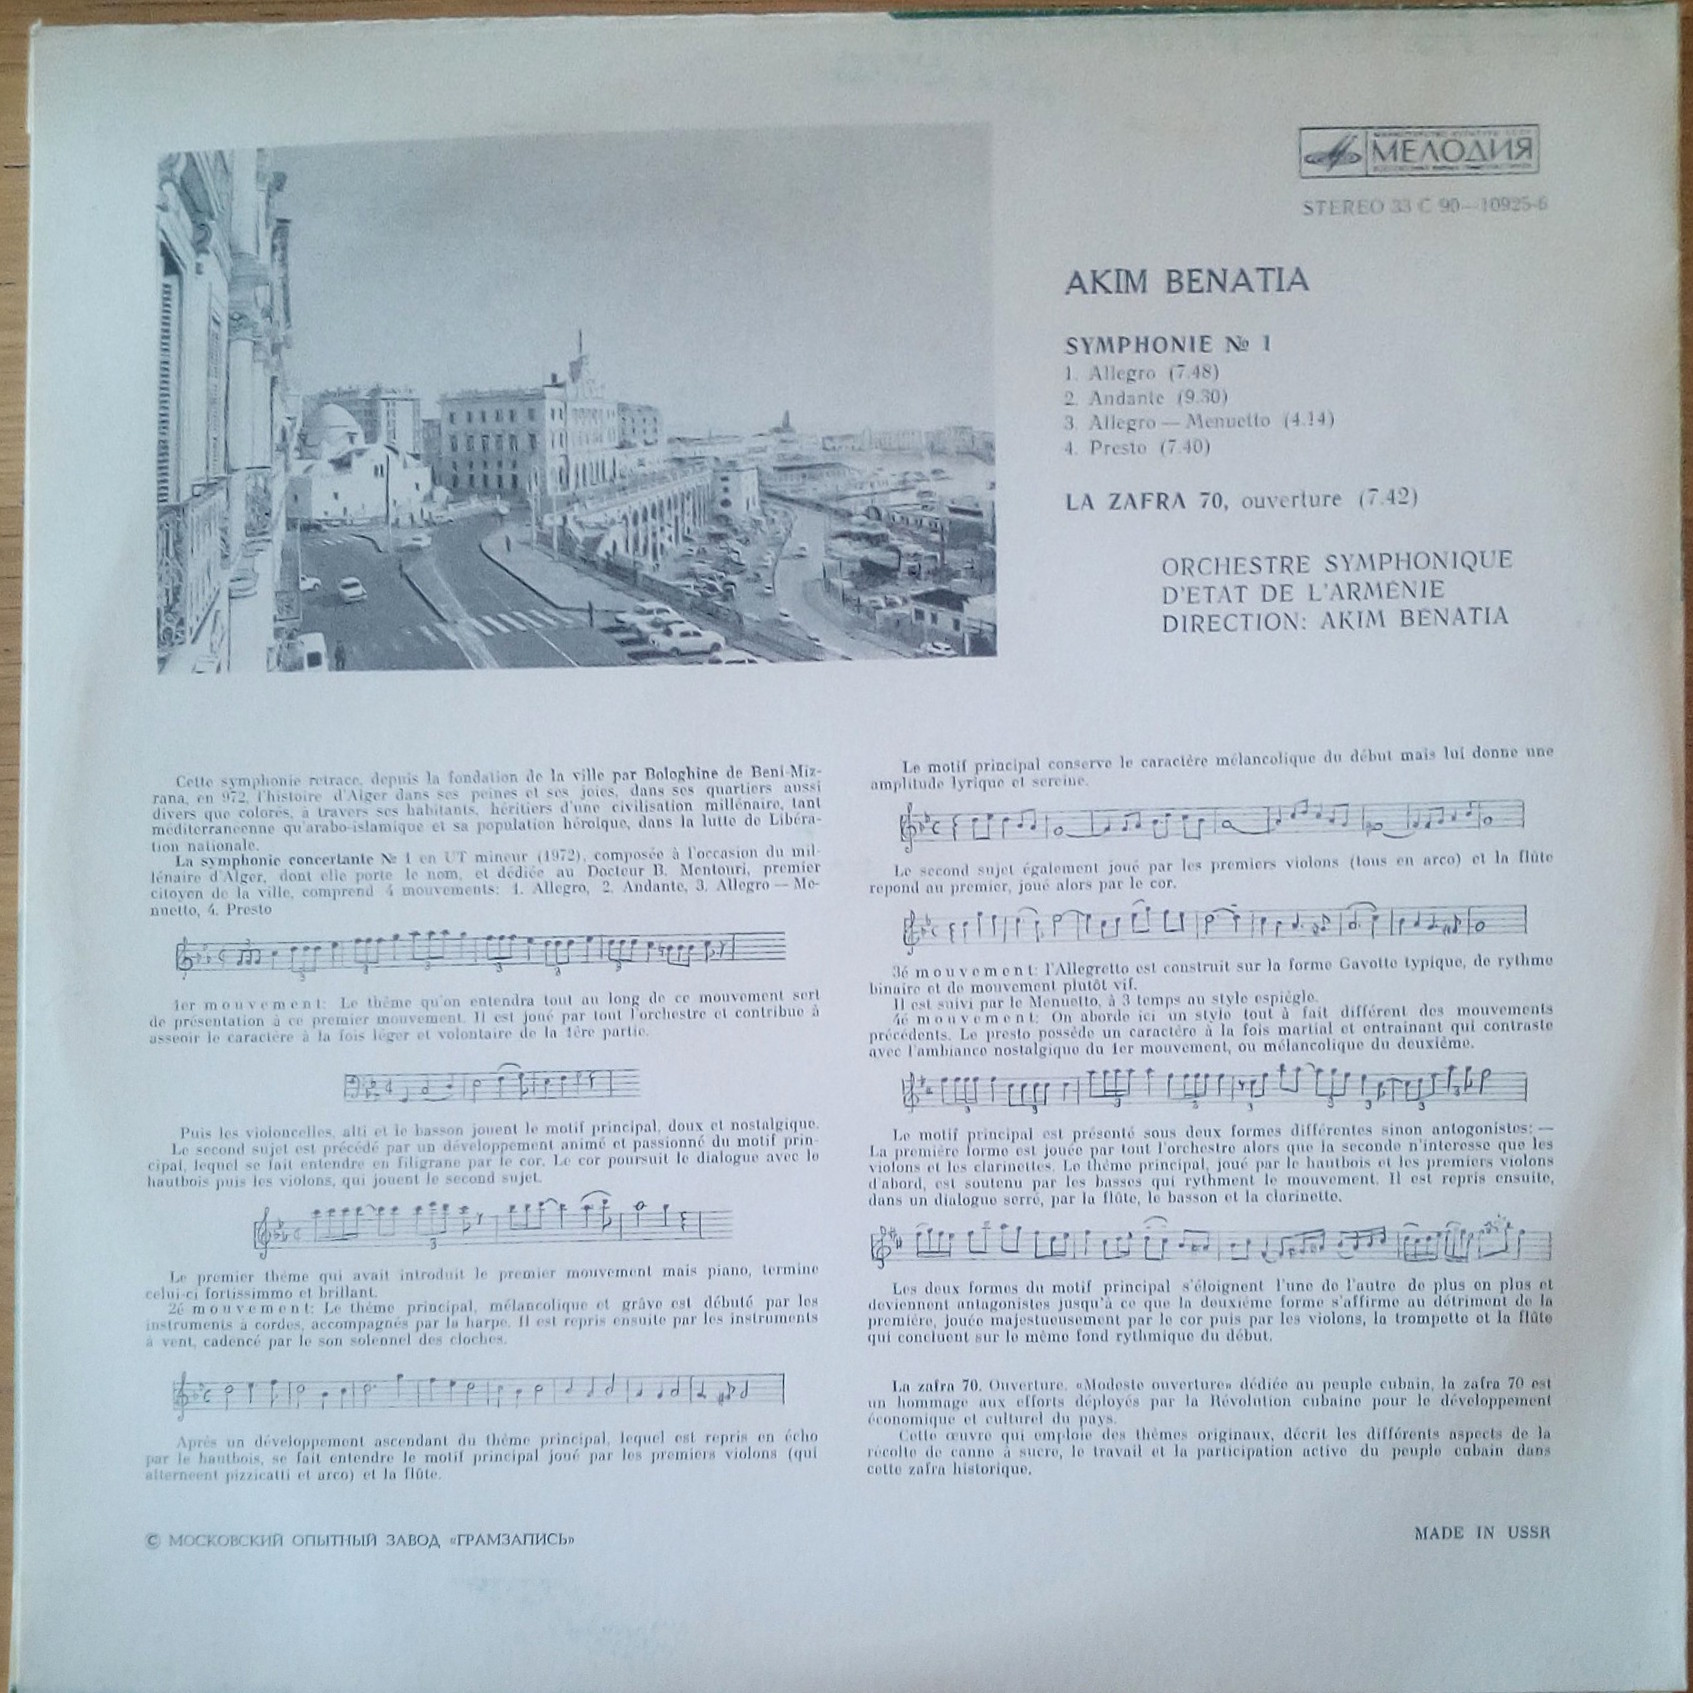 МЕЛОДИЯ
STEREO 33 С 90—10925-6
AKIM BENATIA
SYMPHONIE № 1
1. Allegro (7.48)
2. Andante (9.30)
3. Allegro — Menuetto (4.14)
4. Presto (7.40)
LA ZAFRA 70, ouverture (7.42)
ORCHESTRE SYMPHONIQUE
D'ETAT DE L'ARMENIE
DIRECTION: AKIM BENATIA
Cette symphonie retrace, depuis la fondation de la ville par Bologhine de Beni-Miz-
rana, en 972, l'histoire d'Alger dans ses peines et ses joies, dans ses quartiers aussi
divers que colorés, à travers ses habitants, héritiers d'une civilisation millénaire, tant
méditerranéenne qu'arabo-islamique et sa population héroïque, dans la lutte de Libéra-
tion nationale.
La symphonie concertante № 1 en UT mineur (1972), composée à l'occasion du mil-
lénaire d'Alger, dont elle porte le nom, et dédiée au Docteur B. Mentouri, premier
citoyen de la ville, comprend 4 mouvements: 1. Allegro, 2. Andante, 3. Allegro — Me-
nuetto, 4. Presto
1er mouvement: Le thème qu'on entendra tout au long de ce mouvement sert
de présentation à ce premier mouvement. Il est joué par tout l'orchestre et contribue à
asseoir le caractère à la fois léger et volontaire de la 1ère partie.
Puis les violoncelles, alti et le basson jouent le motif principal, doux et nostalgique.
Le second sujet est précédé par un développement animé et passionné du motif prin-
cipal, lequel se fait entendre en filigrane par le cor. Le cor poursuit le dialogue avec le
hautbois puis les violons, qui jouent le second sujet.
Le premier thème qui avait introduit le premier mouvement mais piano, termine
celui-ci fortissimmo et brillant.
2é mouvement: Le thème principal, mélancolique et grâve est débuté par les
instruments à cordes, accompagnés par la harpe. Il est repris ensuite par les instruments
à vent, cadencé par le son solennel des cloches.
Après un développement ascendant du thème principal, lequel est repris en écho
par le hautbois, se fait entendre le motif principal joué par les premiers violons (qui
alterneent pizzicatti et arco) et la flûte.
Le motif principal conserve le caractère mélancolique du début mais lui donne une
amplitude lyrique et sereine.
Le second sujet également joué par les premiers violons (tous en arco) et la flûte
repond au premier, joué alors par le cor.
3é mouvement: l'Allegretto est construit sur la forme Gavotte typique, de rythme
binaire et de mouvement plutôt vif.
Il est suivi par le Menuetto, à 3 temps au style espiègle.
4é mouvement: On aborde ici un style tout à fait différent des mouvements
précédents. Le presto possède un caractère à la fois martial et entrainant qui contraste
avec l'ambiance nostalgique du 1er mouvement, ou mélancolique du deuxième.
Le motif principal est présenté sous deux formes différentes sinon antogonistes: —
La première forme est jouée par tout l'orchestre alors que la seconde n'interesse que les
violons et les clarinettes. Le thème principal, joué par le hautbois et les premiers violons
d'abord, est soutenu par les basses qui rythment le mouvement. Il est repris ensuite,
dans un dialogue serré, par la flûte, le basson et la clarinette.
Les deux formes du motif principal s'éloignent l'une de l'autre de plus en plus et
deviennent antagonistes jusqu'à ce que la deuxième forme s'affirme au détriment de la
première, jouée majestueusement par le cor puis par les violons, la trompette et la flûte
qui concluent sur le même fond rythmique du début.
La zafra 70. Ouverture. «Modeste ouverture» dédiée au peuple cubain, la zafra 70 est
un hommage aux efforts déployés par la Révolution cubaine pour le développement
économique et culturel du pays.
Cette œuvre qui emploie des thèmes originaux, décrit les différents aspects de la
récolte de canne à sucre, le travail et la participation active du peuple cubain dans
cette zafra historique.
© МОСКОВСКИЙ ОПЫТНЫЙ ЗАВОД «ГРАМЗАПИСЬ»
MADE IN USSR